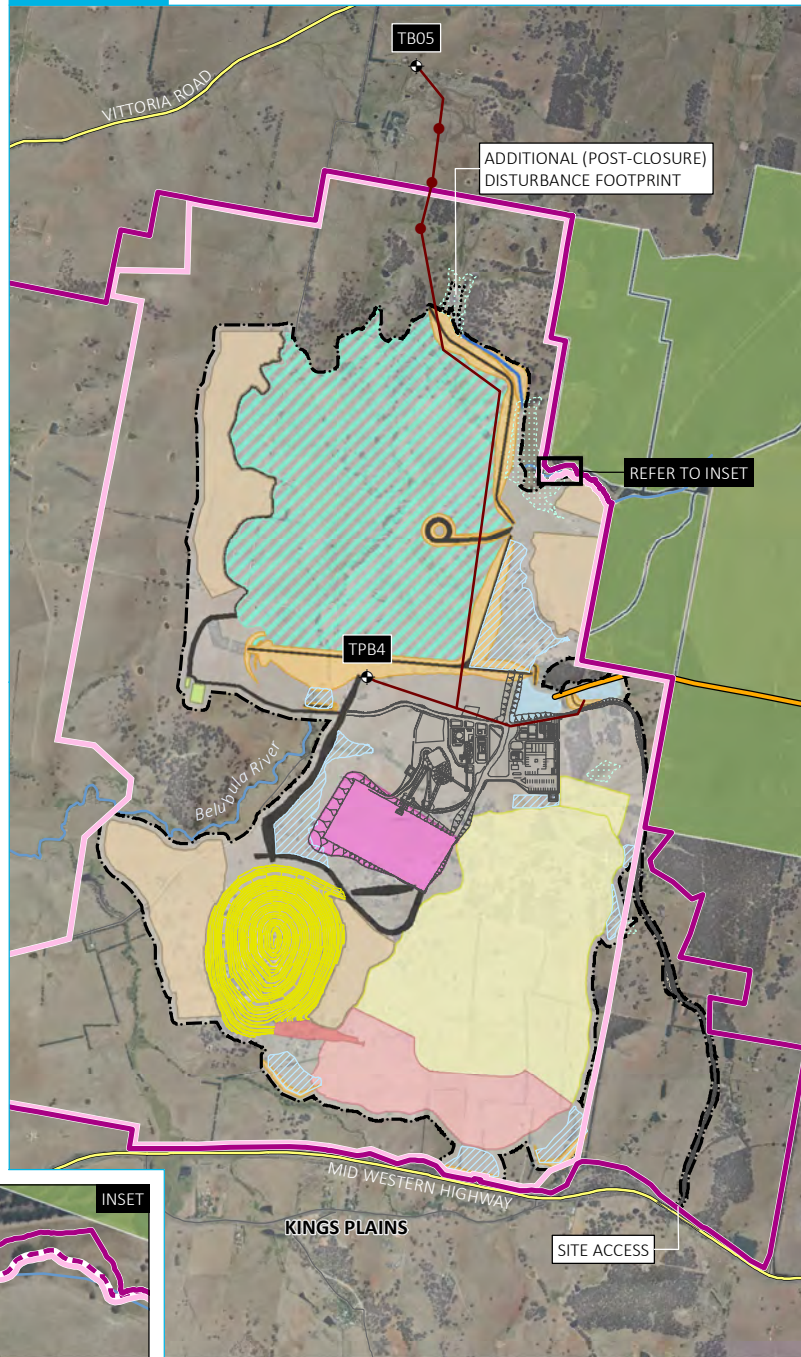 TB05
VITTORIA ROAD
ADDITIONAL (POST-CLOSURE)
DISTURBANCE FOOTPRINT
REFER TO INSET
TPB4
Belubula River
INSET
MID WESTERN HIGHWAY
KINGS PLAINS
SITE ACCESS